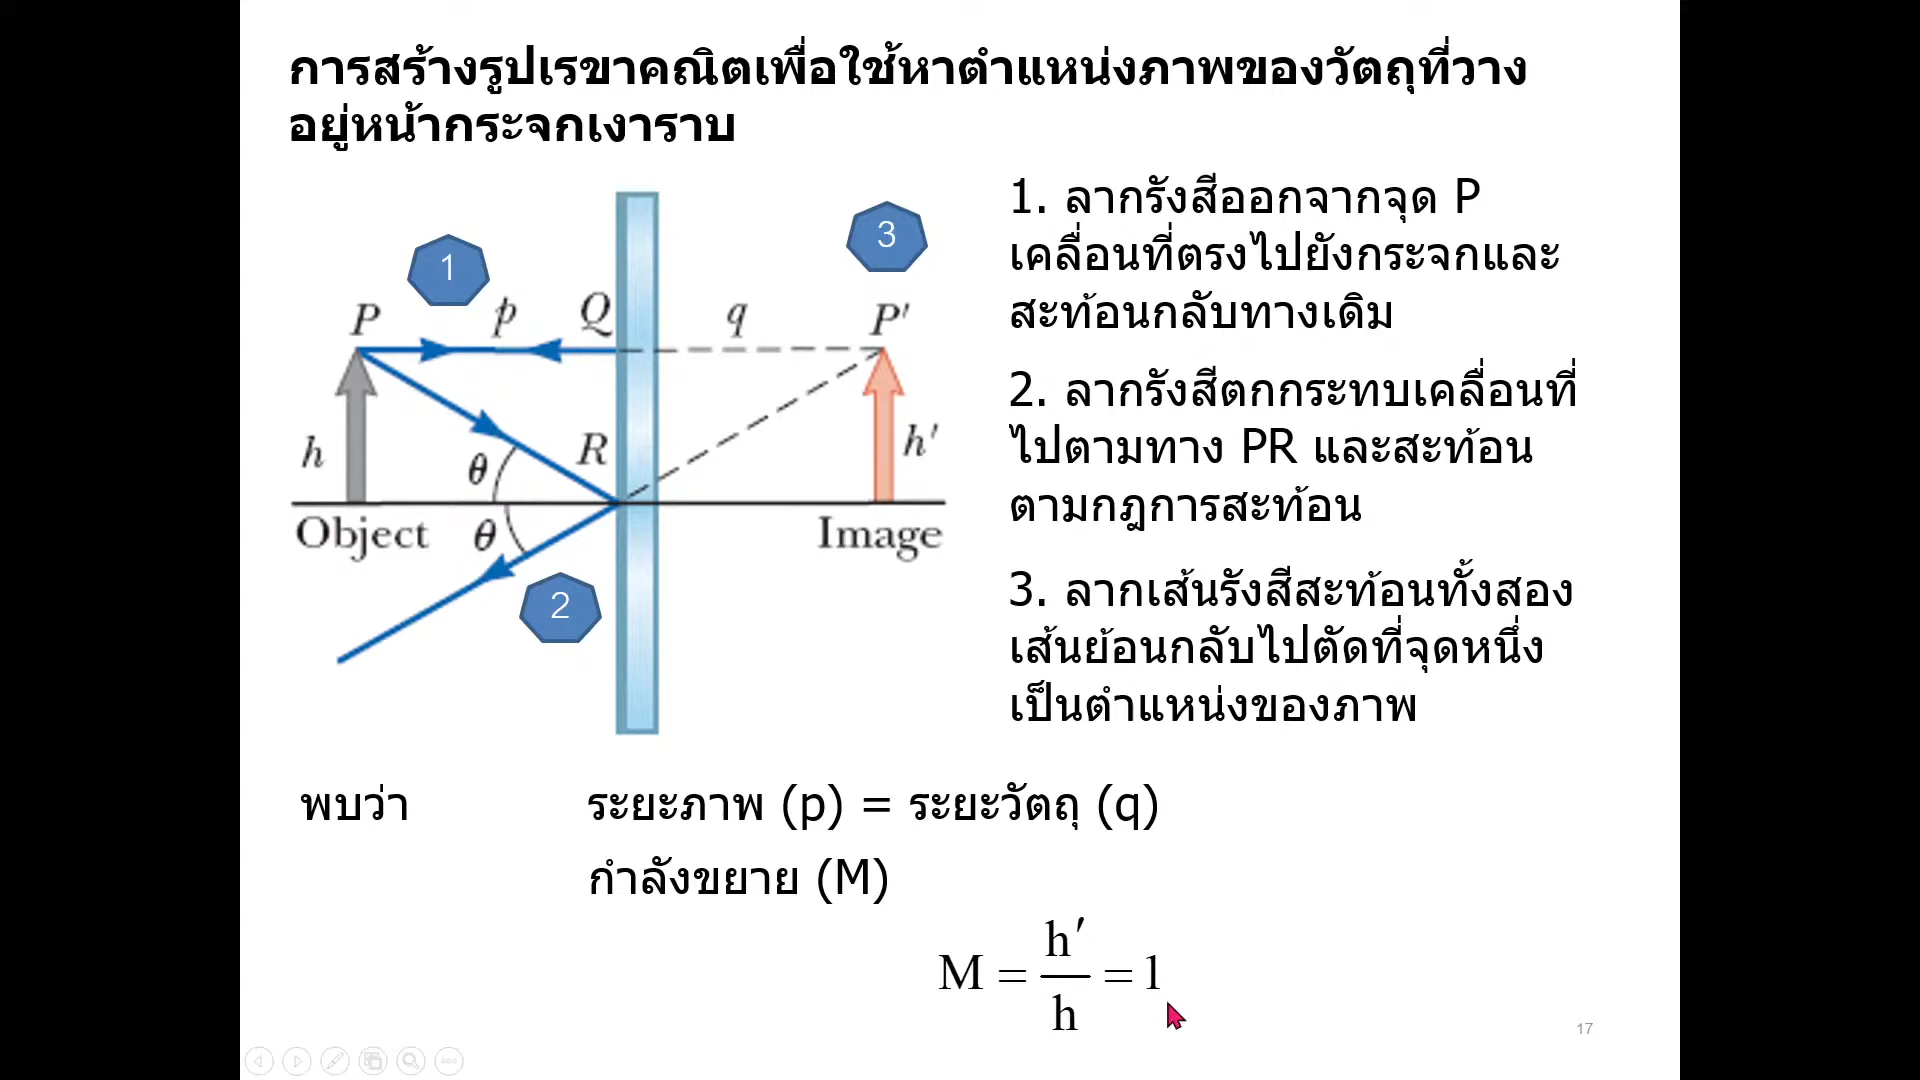 การสร้างรูปเรขาคณิตเพื่อใช้หาตำแหน่งภาพของวัตถุที่วาง
อยู่หน้ากระจกเงาราบ
1
3
P
p
Q
q
P'
h
θ
R
h'
Object
θ
Image
2
1. ลากรังสีออกจากจุด P
เคลื่อนที่ตรงไปยังกระจกและ
สะท้อนกลับทางเดิม
2. ลากรังสีตกกระทบเคลื่อนที่
ไปตามทาง PR และสะท้อน
ตามกฎการสะท้อน
3. ลากเส้นรังสีสะท้อนทั้งสอง
เส้นย้อนกลับไปตัดที่จุดหนึ่ง
เป็นตำแหน่งของภาพ
พบว่า ระยะภาพ (p) = ระยะวัตถุ (q)
กำลังขยาย (M)
M = h′/h = 1
17